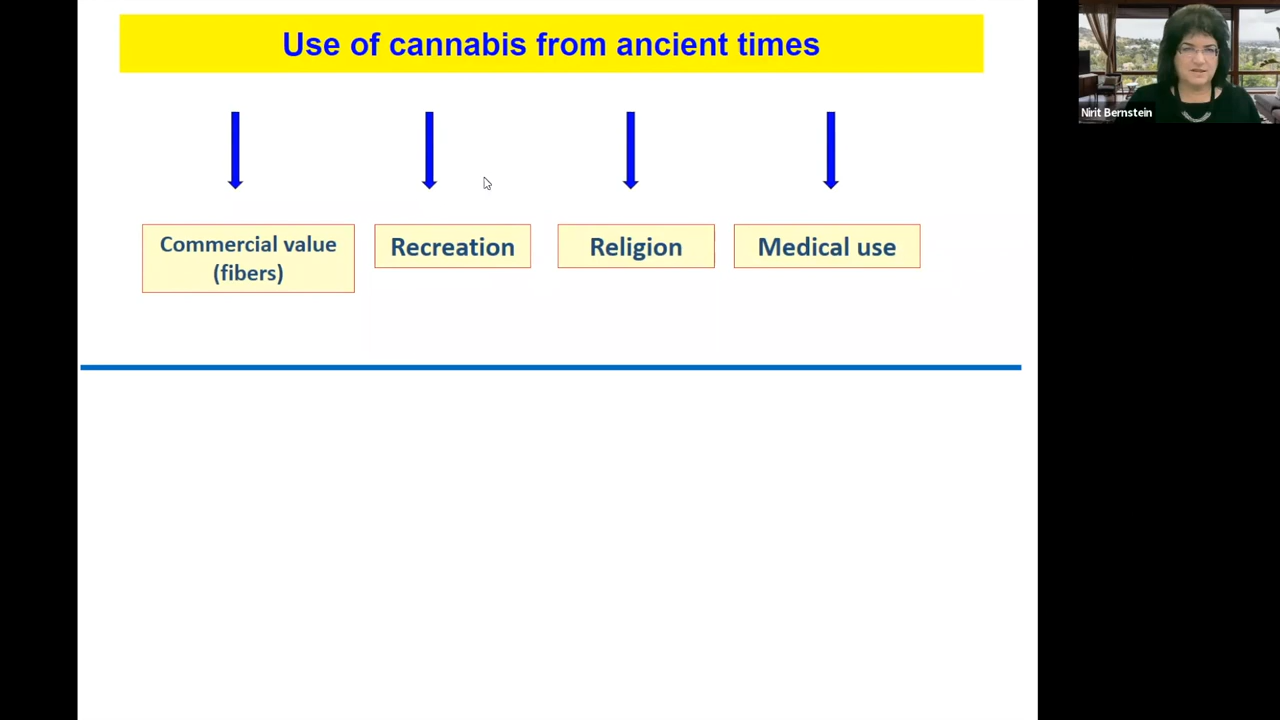 Use of cannabis from ancient times
Nirit Bernstein
Commercial value
(fibers)
Recreation
Religion
Medical use